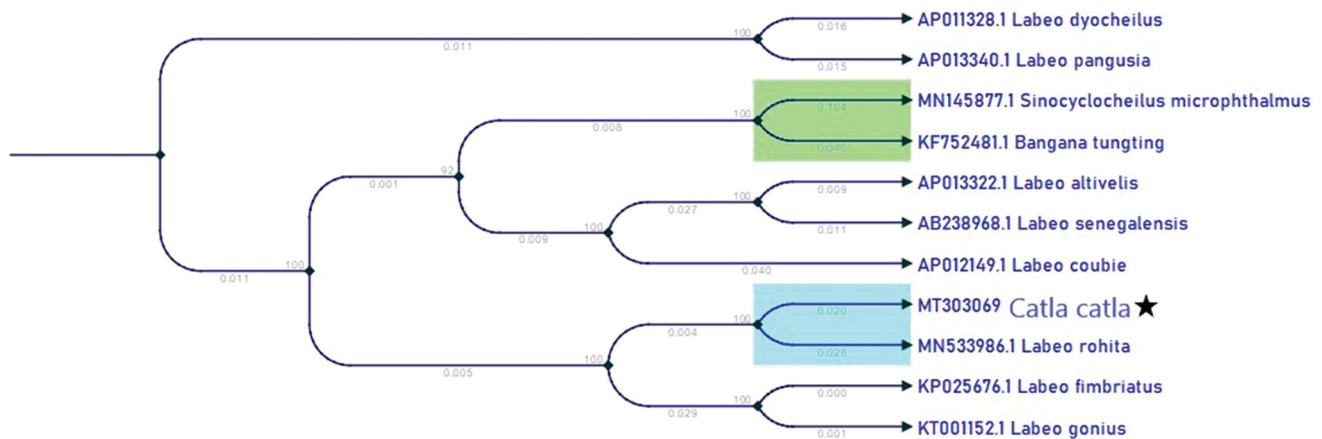 AP011328.1 Labeo dyocheilus
0.016
100
0.011
0.015
AP013340.1 Labeo pangusia
MN145877.1 Sinocyclocheilus microphthalmus
0.104
100
0.008
0.046
KF752481.1 Bangana tungting
92
0.001
AP013322.1 Labeo altivelis
0.009
100
0.027
0.011
AB238968.1 Labeo senegalensis
100
0.009
0.040
AP012149.1 Labeo coubie
100
0.011
MT303069 Catla catla ★
0.020
100
0.004
0.028
MN533986.1 Labeo rohita
100
0.005
KP025676.1 Labeo fimbriatus
0.000
100
0.029
0.001
KT001152.1 Labeo gonius